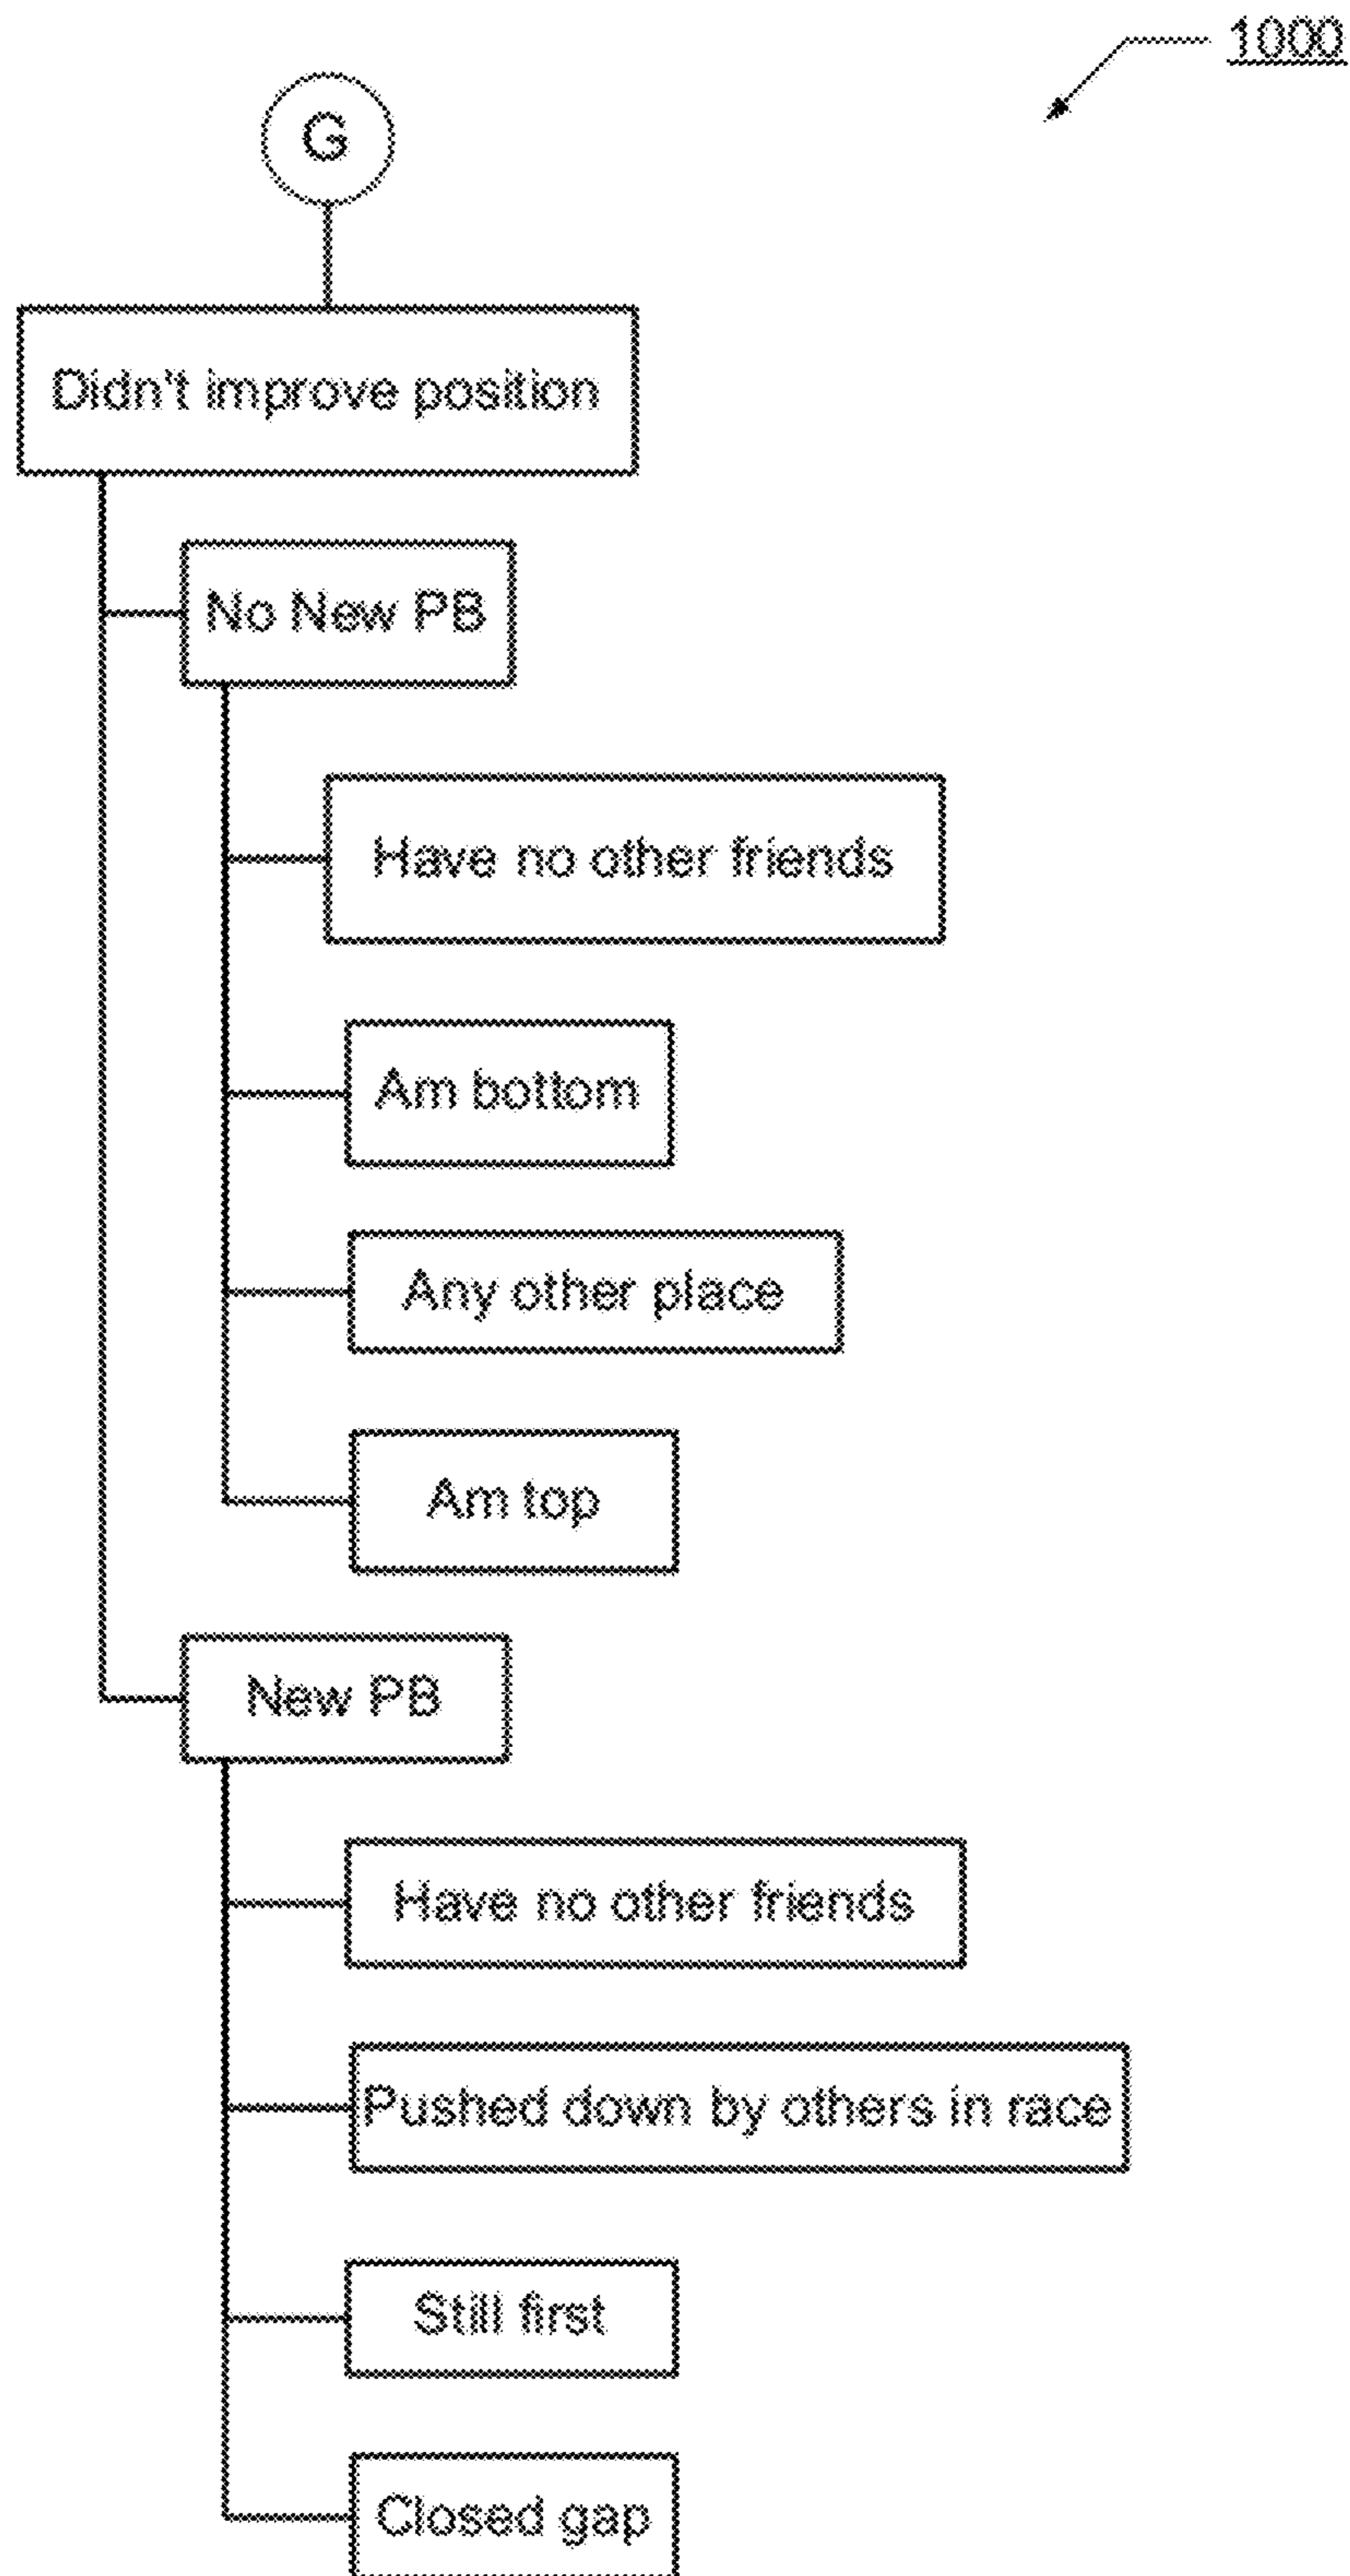 1000
G
Didn't improve position
No New PB
Have no other friends
Am bottom
Any other place
Am top
New PB
Have no other friends
Pushed down by others in race
Still first
Closed gap